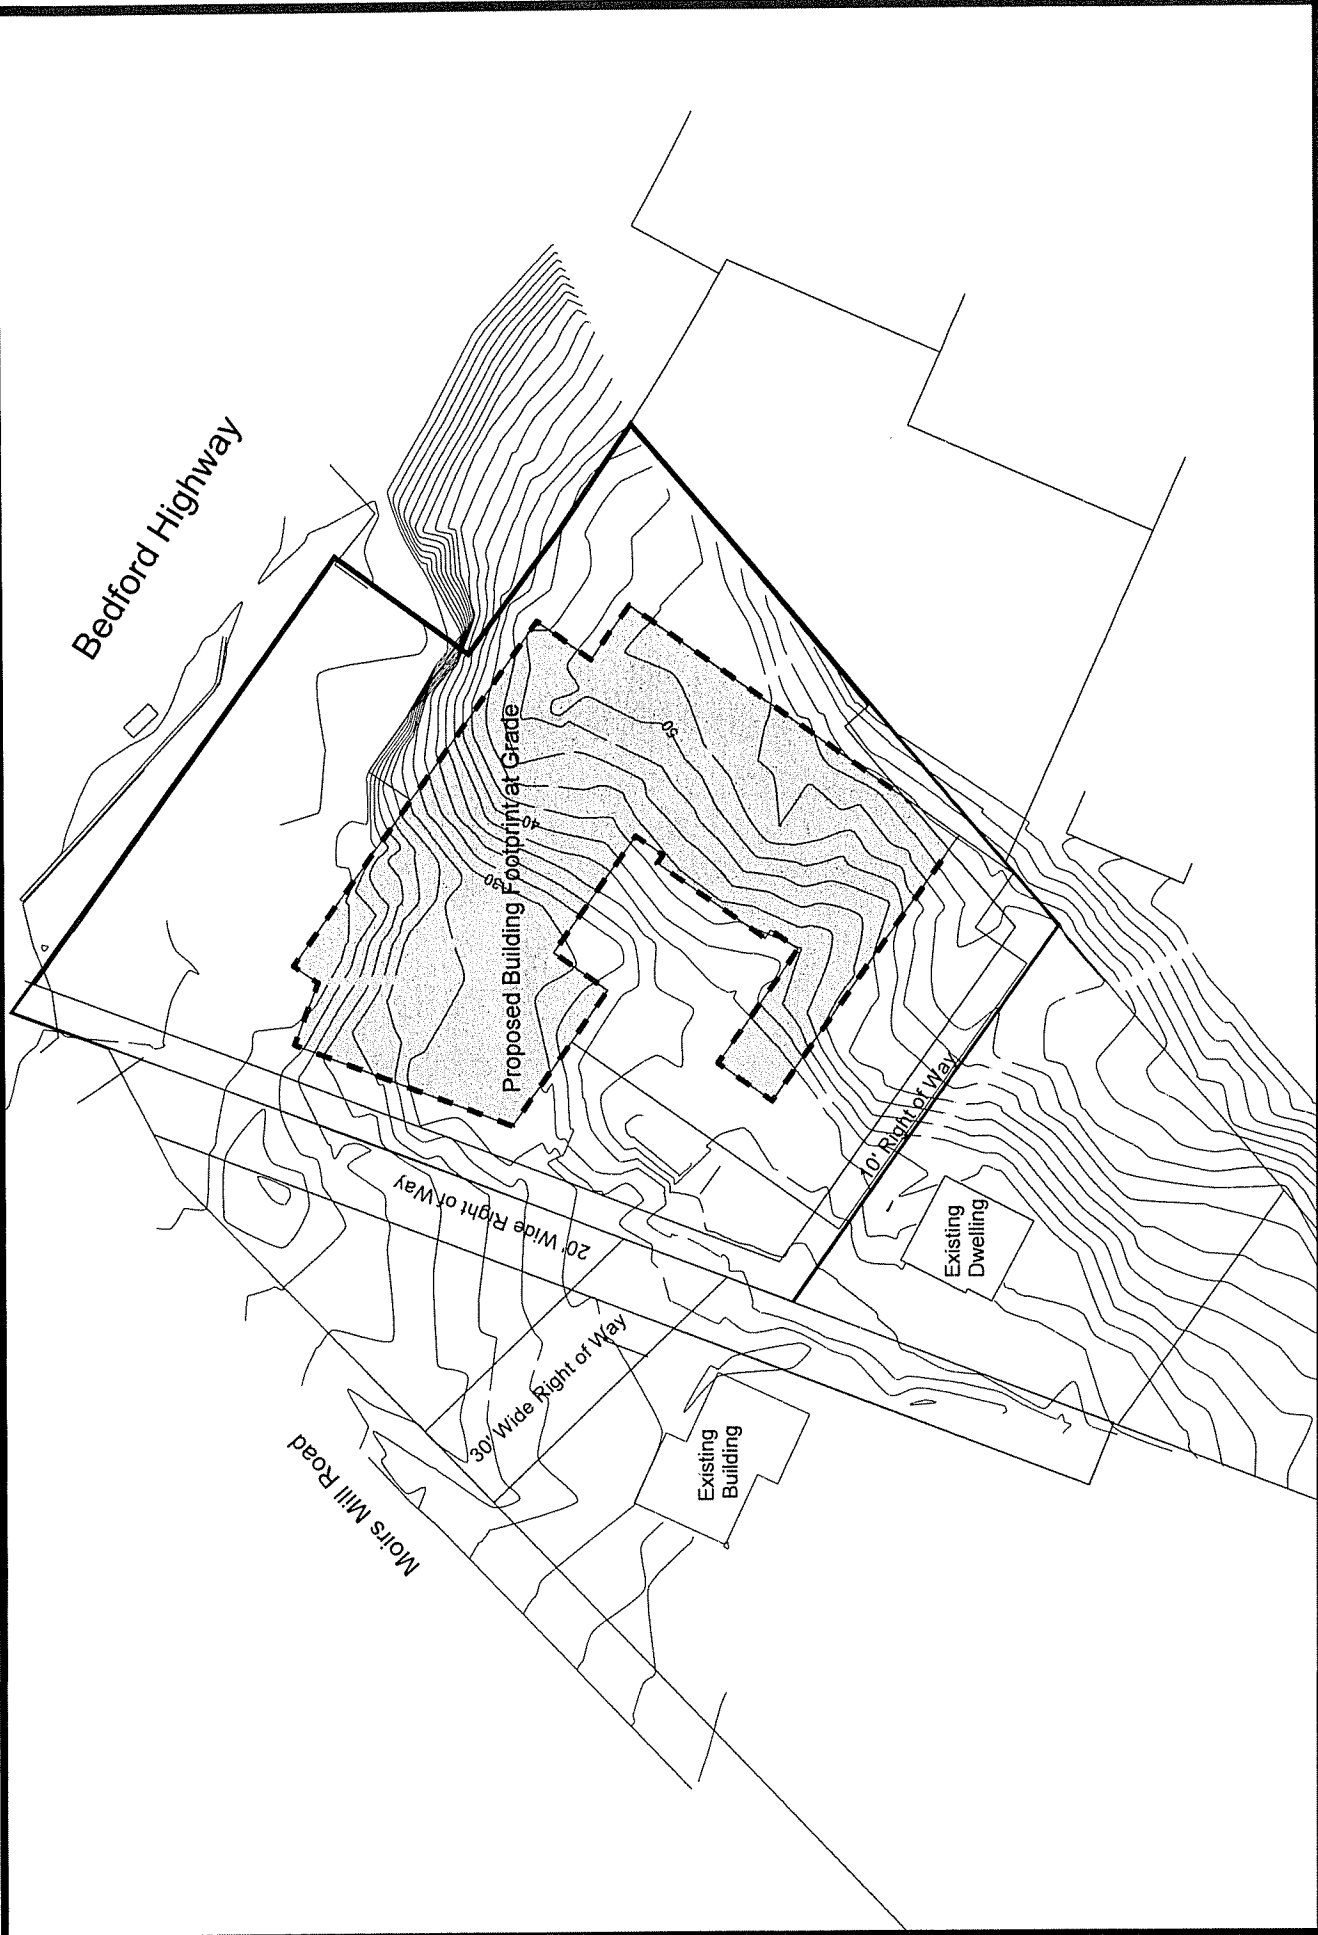 Bedford Highway
Proposed Building Footprint at Grade
50
40
30
20' Wide Right of Way
10' Right of Way
30' Wide Right of Way
Moirs Mill Road
Existing
Dwelling
Existing
Building